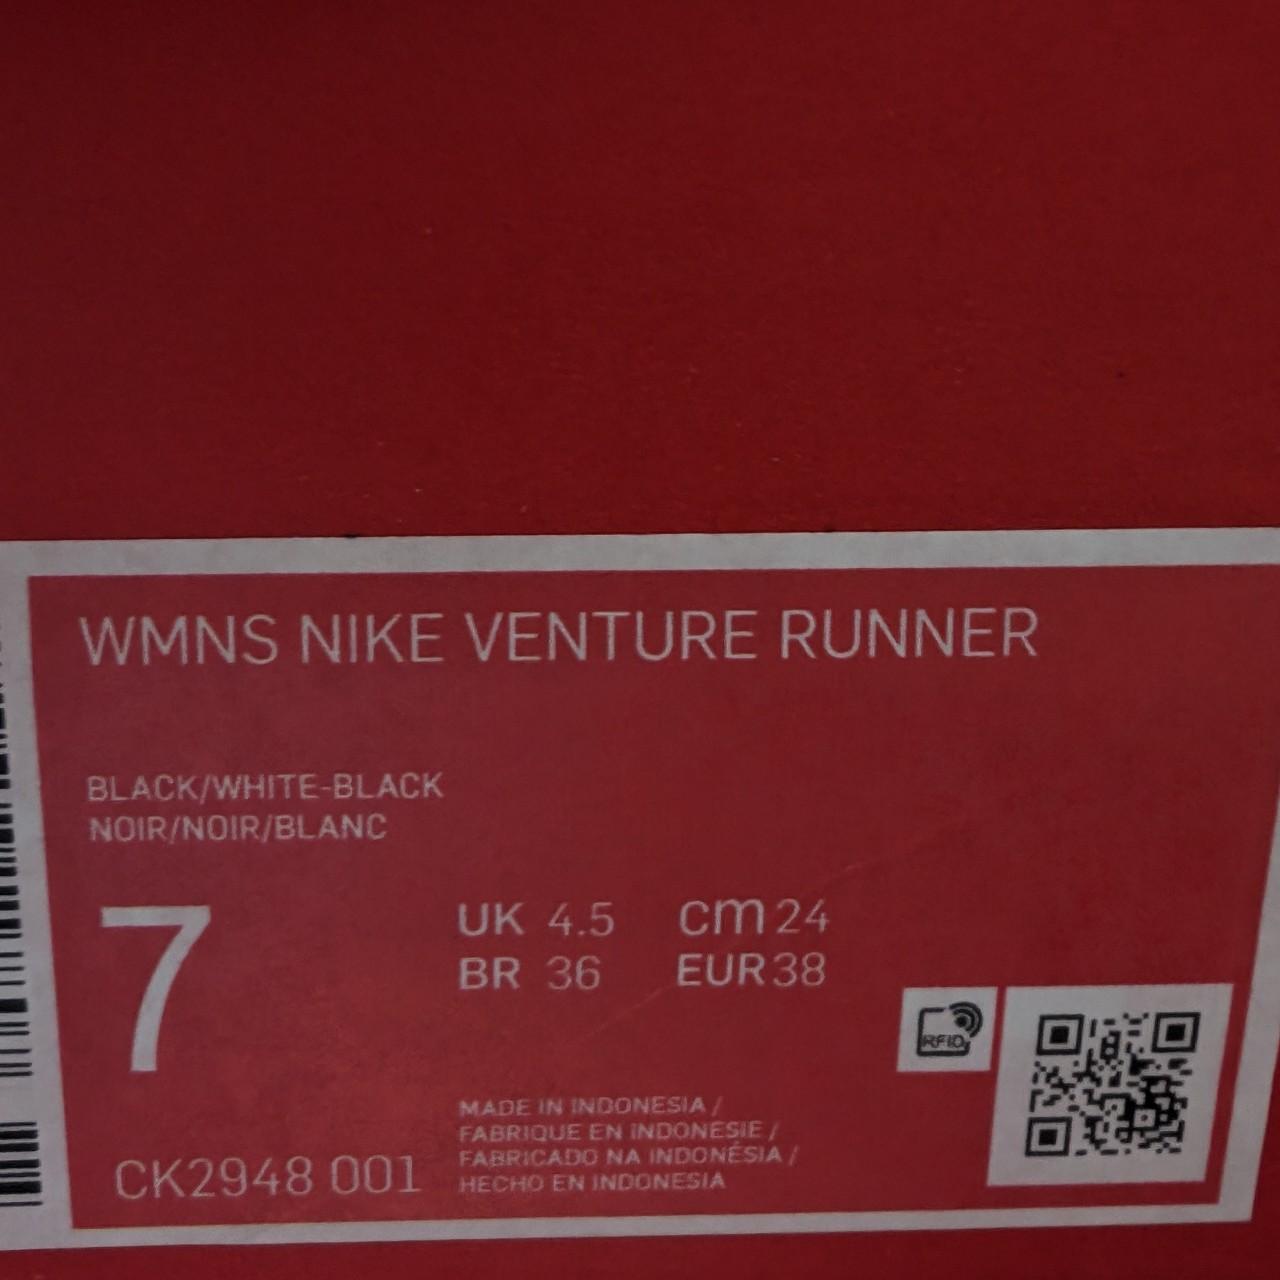 WMNS NIKE VENTURE RUNNER
BLACK/WHITE-BLACK
NOIR/NOIR/BLANC
7
UK 4.5 cm 24
BR 36 EUR 38
RFID
MADE IN INDONESIA /
FABRIQUE EN INDONESIE /
FABRICADO NA INDONÉSIA /
HECHO EN INDONESIA
CK2948 001